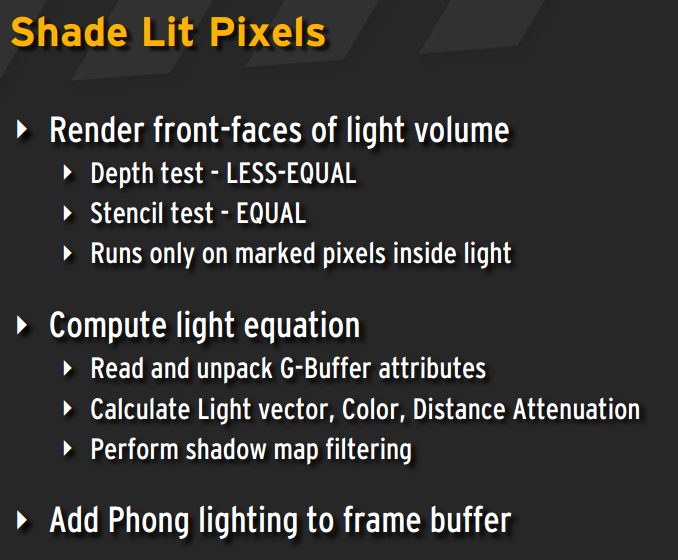 Shade Lit Pixels
Render front-faces of light volume
Depth test - LESS-EQUAL
Stencil test - EQUAL
Runs only on marked pixels inside light
Compute light equation
Read and unpack G-Buffer attributes
Calculate Light vector, Color, Distance Attenuation
Perform shadow map filtering
Add Phong lighting to frame buffer